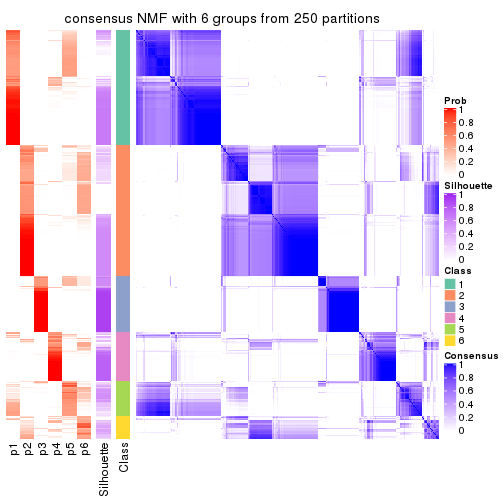 consensus NMF with 6 groups from 250 partitions
Prob
1
0.8
0.6
0.4
0.2
0
Silhouette
1
0.8
0.6
0.4
0.2
0
Class
1
2
3
4
5
6
Consensus
1
0.8
0.6
0.4
0.2
0
p1
p2
p3
p4
p5
p6
Silhouette
Class